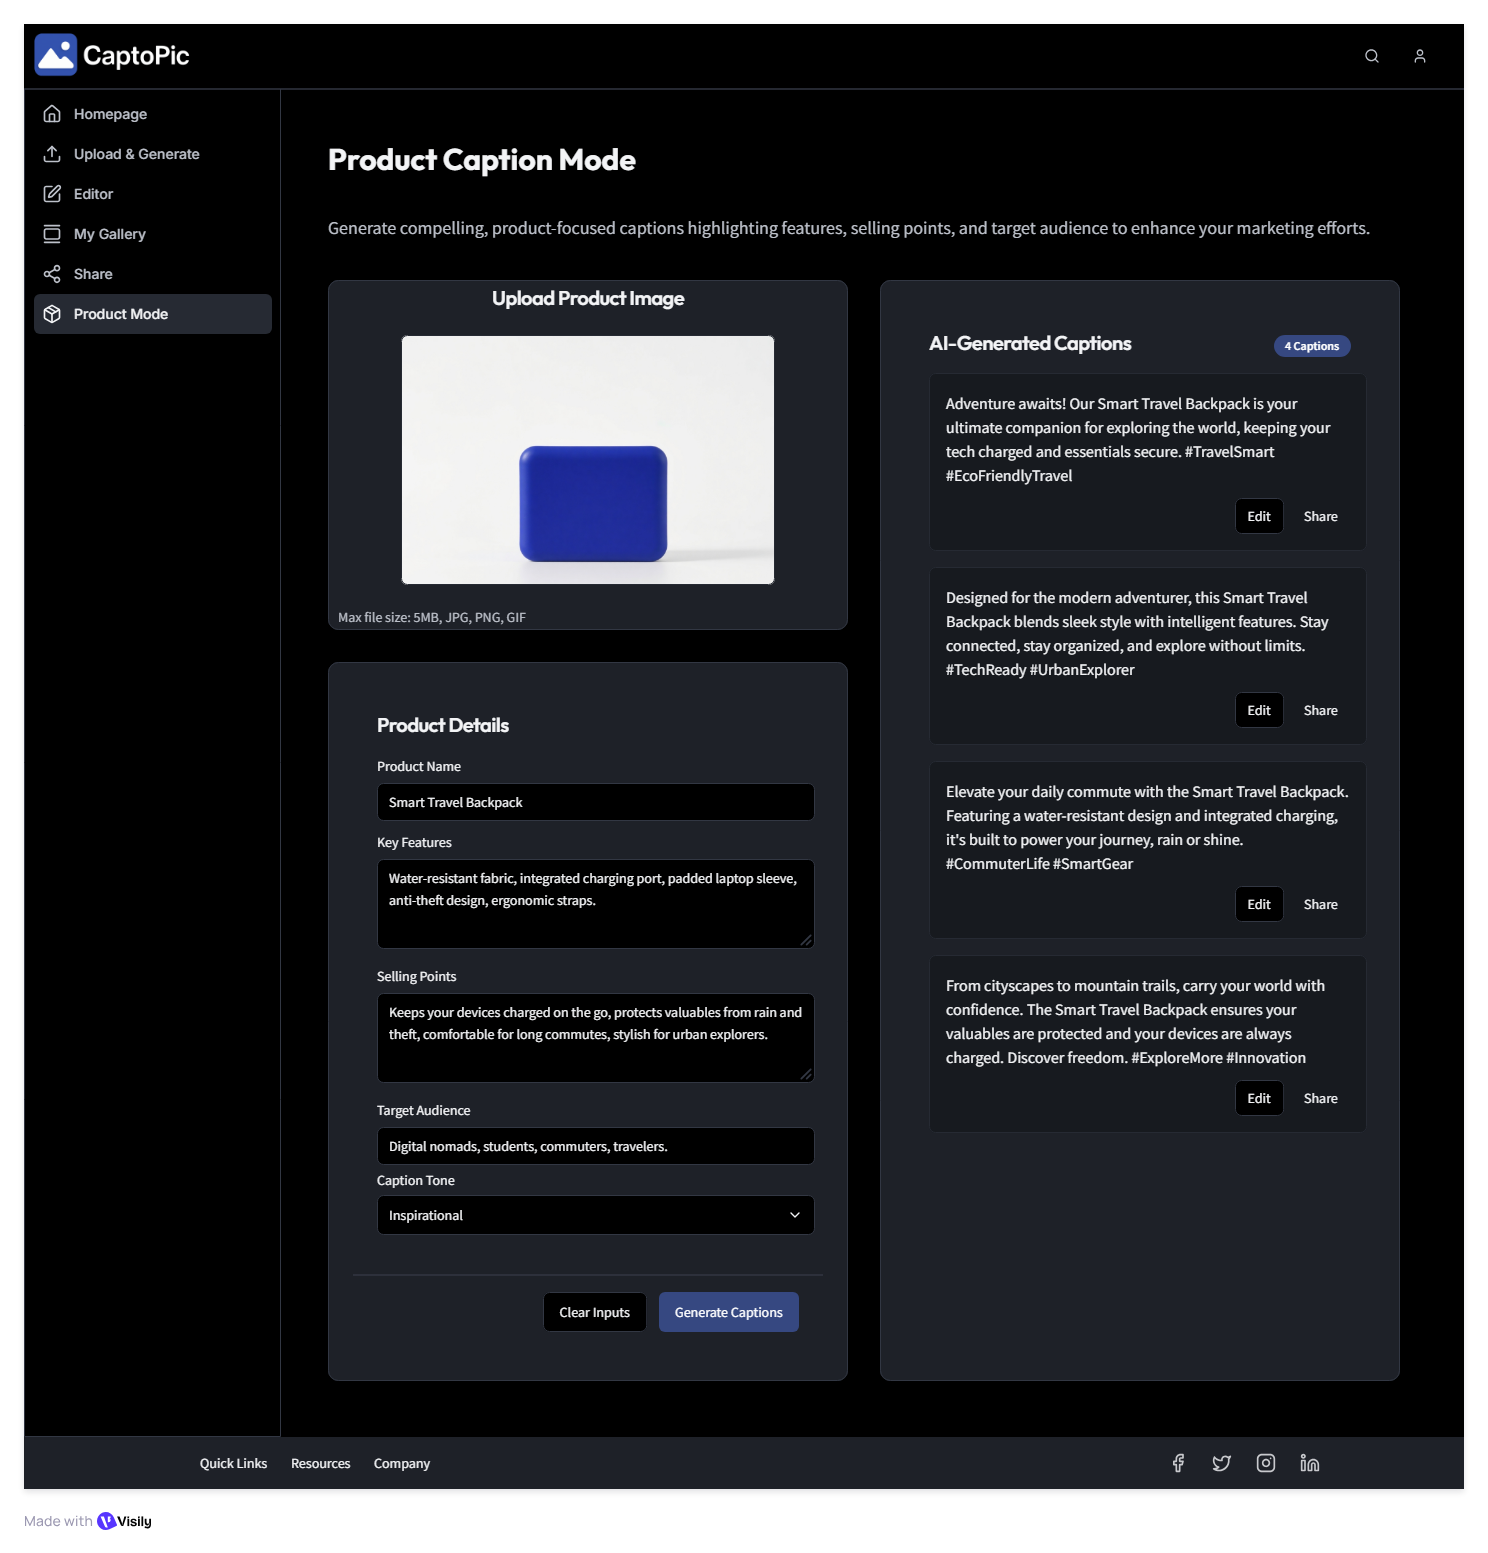 CaptoPic
Homepage
Upload & Generate
Editor
My Gallery
Share
Product Mode
Product Caption Mode
Generate compelling, product-focused captions highlighting features, selling points, and target audience to enhance your marketing efforts.
Upload Product Image
Max file size: 5MB, JPG, PNG, GIF
Product Details
Product Name
Smart Travel Backpack
Key Features
Water-resistant fabric, integrated charging port, padded laptop sleeve,
anti-theft design, ergonomic straps.
Selling Points
Keeps your devices charged on the go, protects valuables from rain and
theft, comfortable for long commutes, stylish for urban explorers.
Target Audience
Digital nomads, students, commuters, travelers.
Caption Tone
Inspirational
Clear Inputs
Generate Captions
AI-Generated Captions
4 Captions
Adventure awaits! Our Smart Travel Backpack is your
ultimate companion for exploring the world, keeping your
tech charged and essentials secure. #TravelSmart
#EcoFriendlyTravel
Edit
Share
Designed for the modern adventurer, this Smart Travel
Backpack blends sleek style with intelligent features. Stay
connected, stay organized, and explore without limits.
#TechReady #UrbanExplorer
Edit
Share
Elevate your daily commute with the Smart Travel Backpack.
Featuring a water-resistant design and integrated charging,
it's built to power your journey, rain or shine.
#CommuterLife #SmartGear
Edit
Share
From cityscapes to mountain trails, carry your world with
confidence. The Smart Travel Backpack ensures your
valuables are protected and your devices are always
charged. Discover freedom. #ExploreMore #Innovation
Edit
Share
Quick Links
Resources
Company
Made with Visily